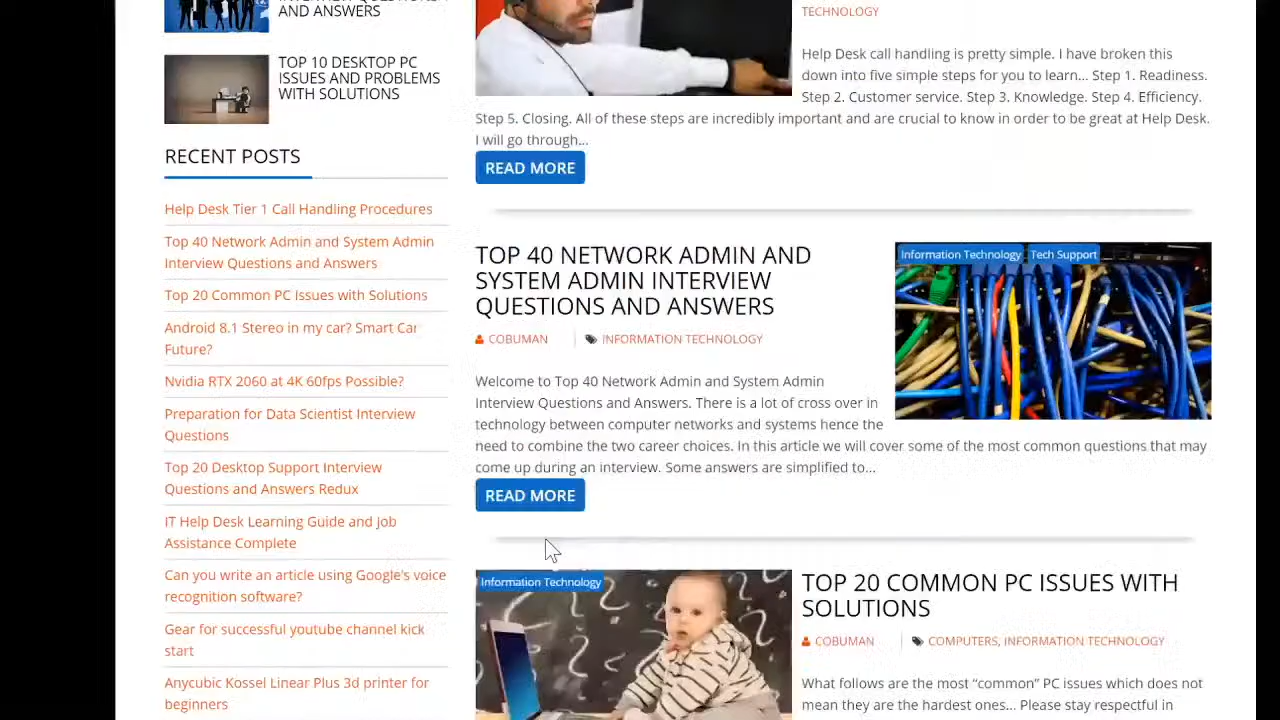 AND ANSWERS
TOP 10 DESKTOP PC
ISSUES AND PROBLEMS
WITH SOLUTIONS
RECENT POSTS
Help Desk Tier 1 Call Handling Procedures
Top 40 Network Admin and System Admin
Interview Questions and Answers
Top 20 Common PC Issues with Solutions
Android 8.1 Stereo in my car? Smart Car
Future?
Nvidia RTX 2060 at 4K 60fps Possible?
Preparation for Data Scientist Interview
Questions
Top 20 Desktop Support Interview
Questions and Answers Redux
IT Help Desk Learning Guide and Job
Assistance Complete
Can you write an article using Google's voice
recognition software?
Gear for successful youtube channel kick
start
Anycubic Kossel Linear Plus 3d printer for
beginners
TECHNOLOGY
Help Desk call handling is pretty simple. I have broken this
down into five simple steps for you to learn... Step 1. Readiness.
Step 2. Customer service. Step 3. Knowledge. Step 4. Efficiency.
Step 5. Closing. All of these steps are incredibly important and are crucial to know in order to be great at Help Desk.
I will go through...
READ MORE
TOP 40 NETWORK ADMIN AND
SYSTEM ADMIN INTERVIEW
QUESTIONS AND ANSWERS
COBUMAN INFORMATION TECHNOLOGY
Information Technology Tech Support
Welcome to Top 40 Network Admin and System Admin
Interview Questions and Answers. There is a lot of cross over in
technology between computer networks and systems hence the
need to combine the two career choices. In this article we will cover some of the most common questions that may
come up during an interview. Some answers are simplified to...
READ MORE
Information Technology
TOP 20 COMMON PC ISSUES WITH
SOLUTIONS
COBUMAN COMPUTERS, INFORMATION TECHNOLOGY
What follows are the most “common” PC issues which does not
mean they are the hardest ones... Please stay respectful in